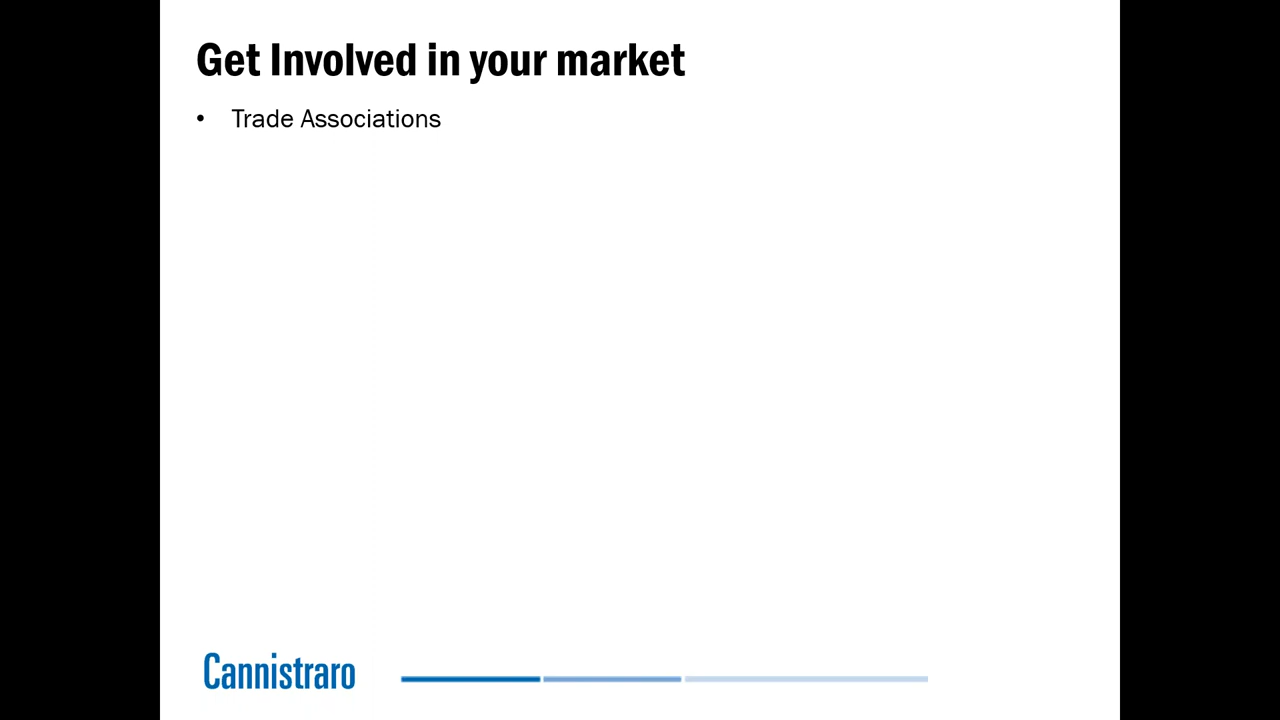 Get Involved in your market
• Trade Associations
Cannistraro